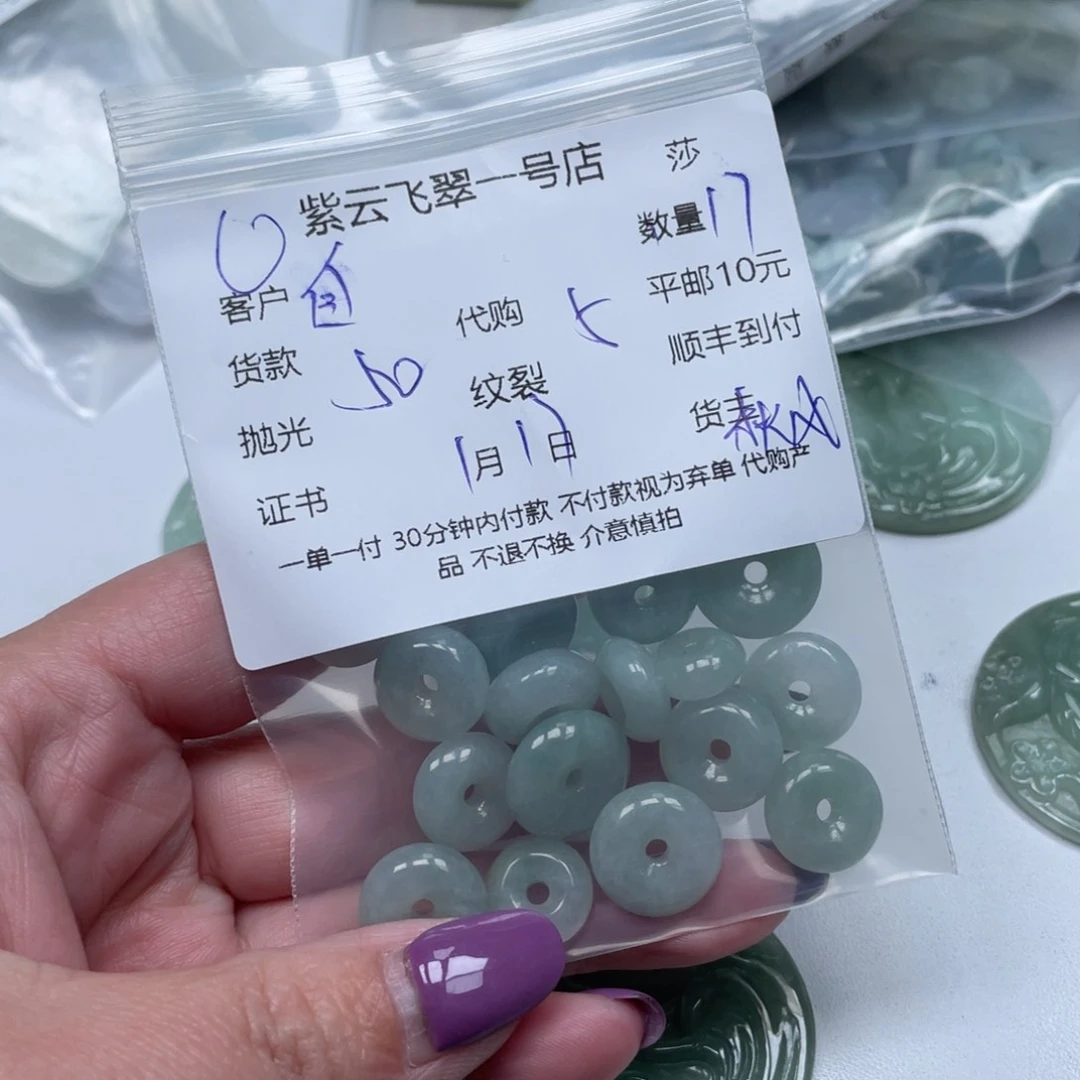 紫云飞翠一号店 莎
客户 代购 数量17
货款 50 纹裂 平邮10元
抛光 1月17日 顺丰到付
证书 货主
一单一付 30分钟内付款 不付款视为弃单 代购产
品 不退不换 介意慎拍